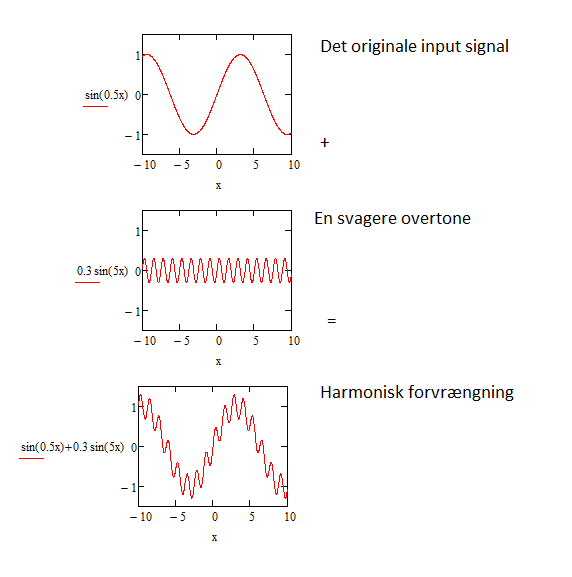 Det originale input signal
1
sin(0.5x) 0
− 1
− 10 − 5 0 5 10
x
+
En svagere overtone
1
0.3 sin(5x) 0
− 1
− 10 − 5 0 5 10
x
=
Harmonisk forvrængning
1
sin(0.5x)+0.3 sin(5x) 0
− 1
− 10 − 5 0 5 10
x